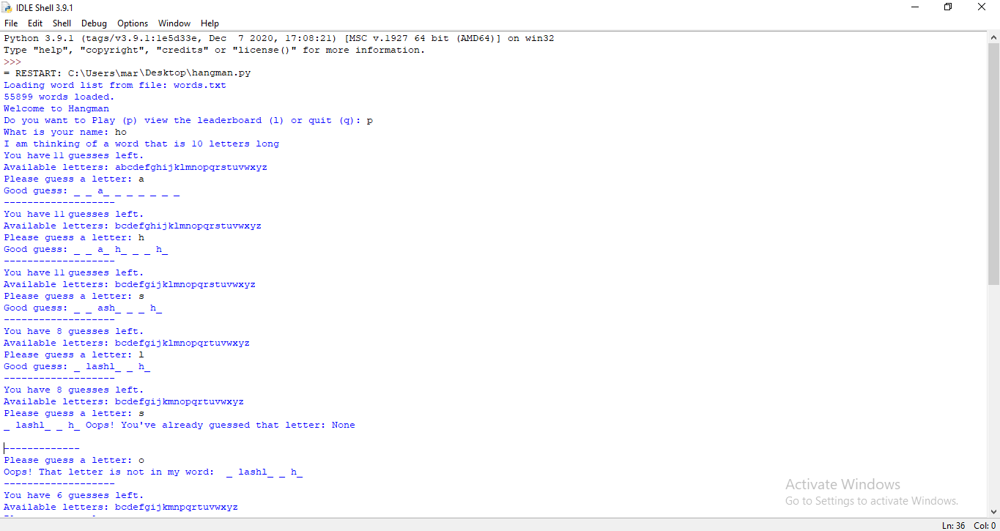 IDLE Shell 3.9.1
File Edit Shell Debug Options Window Help
Python 3.9.1 (tags/v3.9.1:1e5d33e, Dec  7 2020, 17:08:21) [MSC v.1927 64 bit (AMD64)] on win32
Type "help", "copyright", "credits" or "license()" for more information.
>>>
= RESTART: C:\Users\mar\Desktop\hangman.py
Loading word list from file: words.txt
55899 words loaded.
Welcome to Hangman
Do you want to Play (p) view the leaderboard (l) or quit (q): p
What is your name: ho
I am thinking of a word that is 10 letters long
You have 11 guesses left.
Available letters: abcdefghijklmnopqrstuvwxyz
Please guess a letter: a
Good guess: _ _ a_ _ _ _ _ _ _
-------------------
You have 11 guesses left.
Available letters: bcdefghijklmnopqrstuvwxyz
Please guess a letter: h
Good guess: _ _ a_ h_ _ _ h_
-------------------
You have 11 guesses left.
Available letters: bcdefgijklmnopqrstuvwxyz
Please guess a letter: s
Good guess: _ _ ash_ _ _ h_
-------------------
You have 8 guesses left.
Available letters: bcdefgijklmnopqrtuvwxyz
Please guess a letter: l
Good guess: _ lashl_ _ h_
-------------------
You have 8 guesses left.
Available letters: bcdefgijkmnopqrtuvwxyz
Please guess a letter: s
_ lashl_ _ h_ Oops! You've already guessed that letter: None
-------------
Please guess a letter: o
Oops! That letter is not in my word:  _ lashl_ _ h_
-------------------
You have 6 guesses left.
Available letters: bcdefgijkmnpqrtuvwxyz
Activate Windows
Go to Settings to activate Windows.
Ln: 36 Col: 0